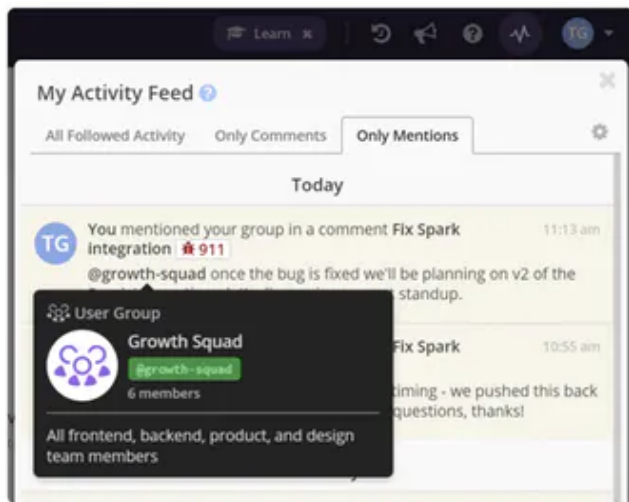 Learn ×
TG
My Activity Feed ?
All Followed Activity Only Comments Only Mentions
Today
TG
You mentioned your group in a comment Fix Spark 11:13 am
integration 911
@growth-squad once the bug is fixed we'll be planning on v2 of the
standup.
User Group
Growth Squad
@growth-squad
6 members
All frontend, backend, product, and design
team members
Fix Spark 10:55 am
timing - we pushed this back
questions, thanks!